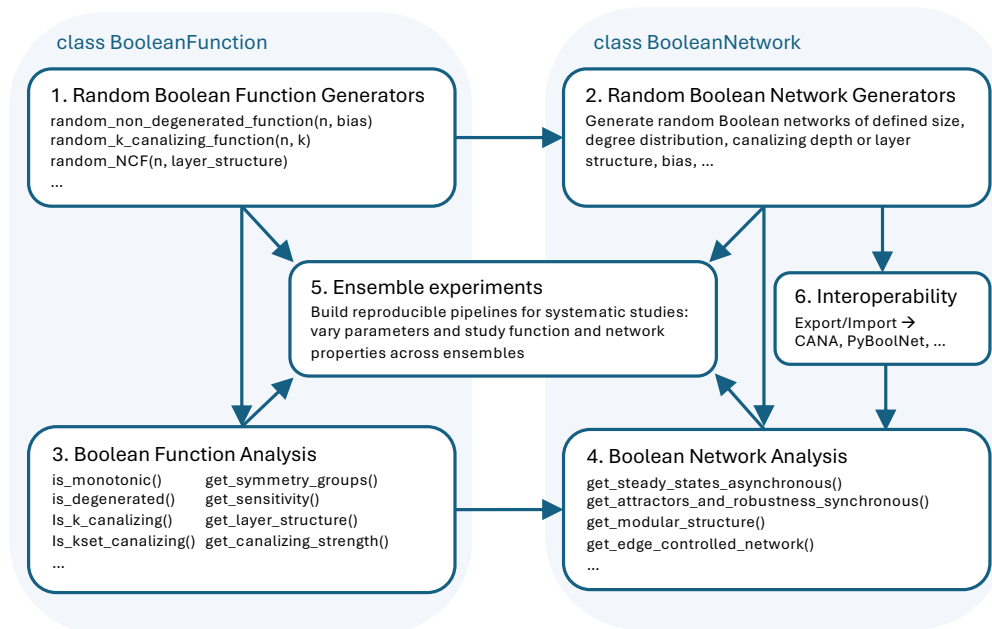 class BooleanFunction
class BooleanNetwork
1. Random Boolean Function Generators
random_non_degenerated_function(n, bias)
random_k_canalizing_function(n, k)
random_NCF(n, layer_structure)
...
2. Random Boolean Network Generators
Generate random Boolean networks of defined size,
degree distribution, canalizing depth or layer
structure, bias, ...
5. Ensemble experiments
Build reproducible pipelines for systematic studies:
vary parameters and study function and network
properties across ensembles
6. Interoperability
Export/Import →
CANA, PyBoolNet, ...
3. Boolean Function Analysis
is_monotonic() get_symmetry_groups()
is_degenerated() get_sensitivity()
Is_k_canalizing() get_layer_structure()
Is_kset_canalizing() get_canalizing_strength()
...
4. Boolean Network Analysis
get_steady_states_asynchronous()
get_attractors_and_robustness_synchronous()
get_modular_structure()
get_edge_controlled_network()
...